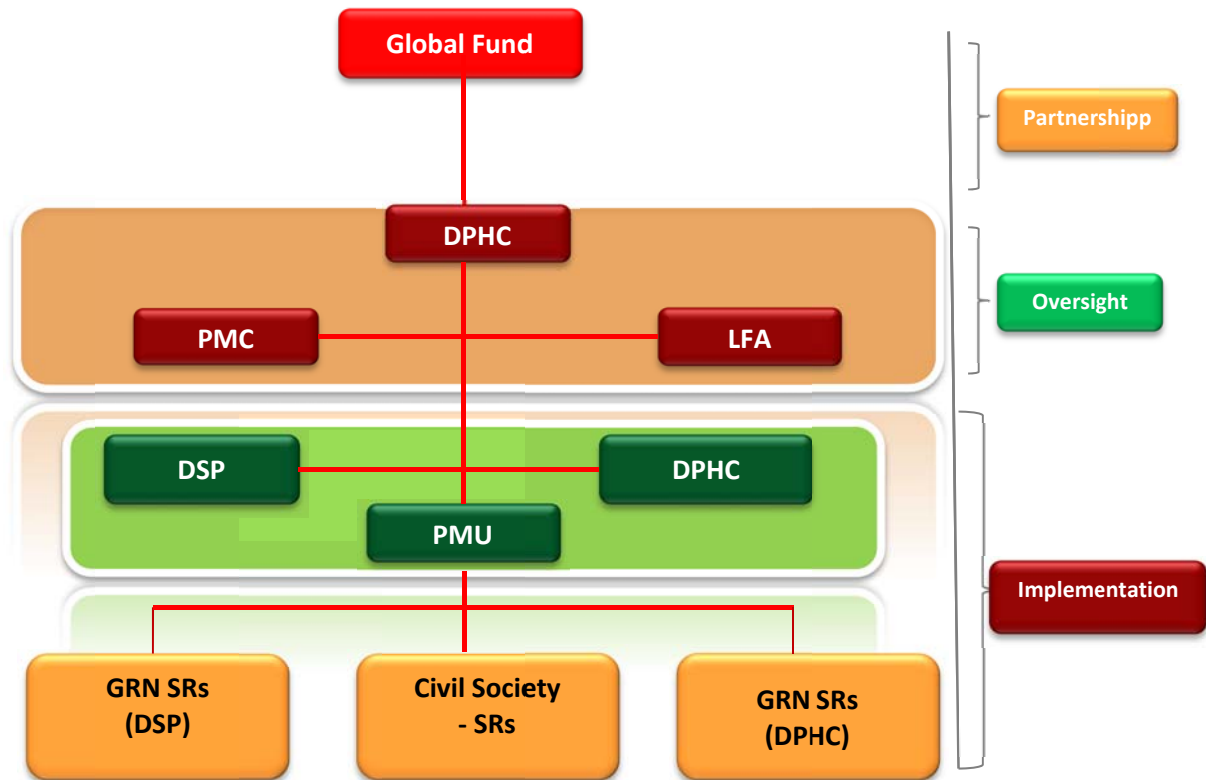 Global Fund
Partnershipp
DPHC
Oversight
PMC
LFA
DSP
DPHC
PMU
Implementation
GRN SRs
(DSP)
Civil Society
- SRs
GRN SRs
(DPHC)